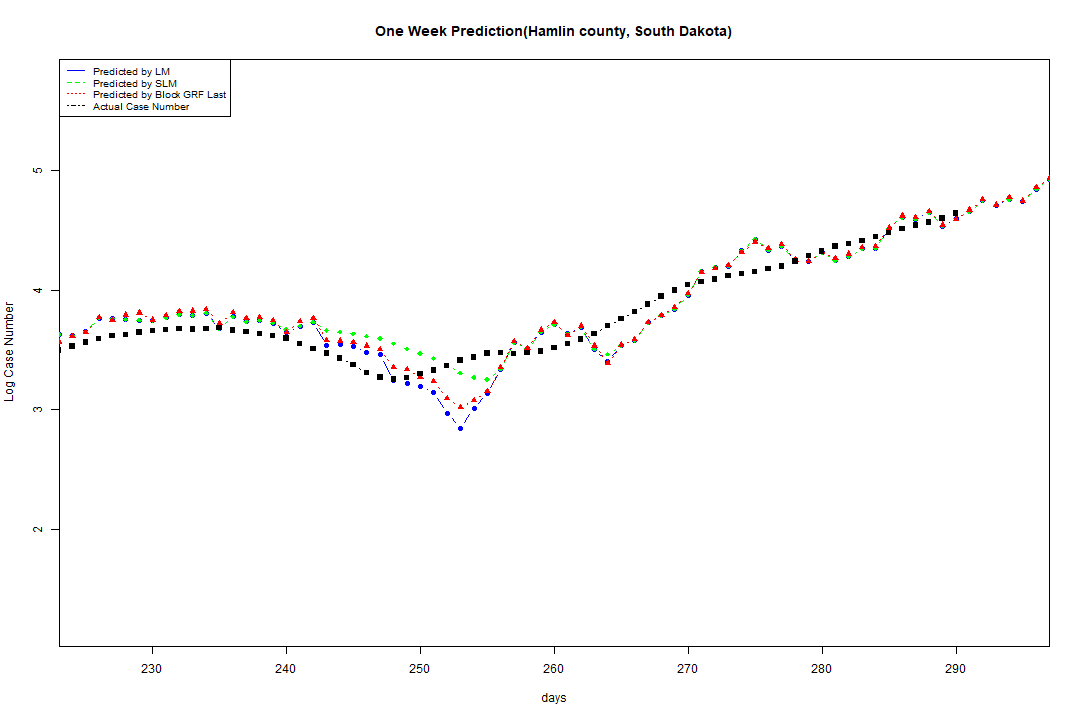 One Week Prediction(Hamlin county, South Dakota)
Predicted by LM
Predicted by SLM
Predicted by Block GRF Last
Actual Case Number
5
4
3
2
Log Case Number
230 240 250 260 270 280 290
days